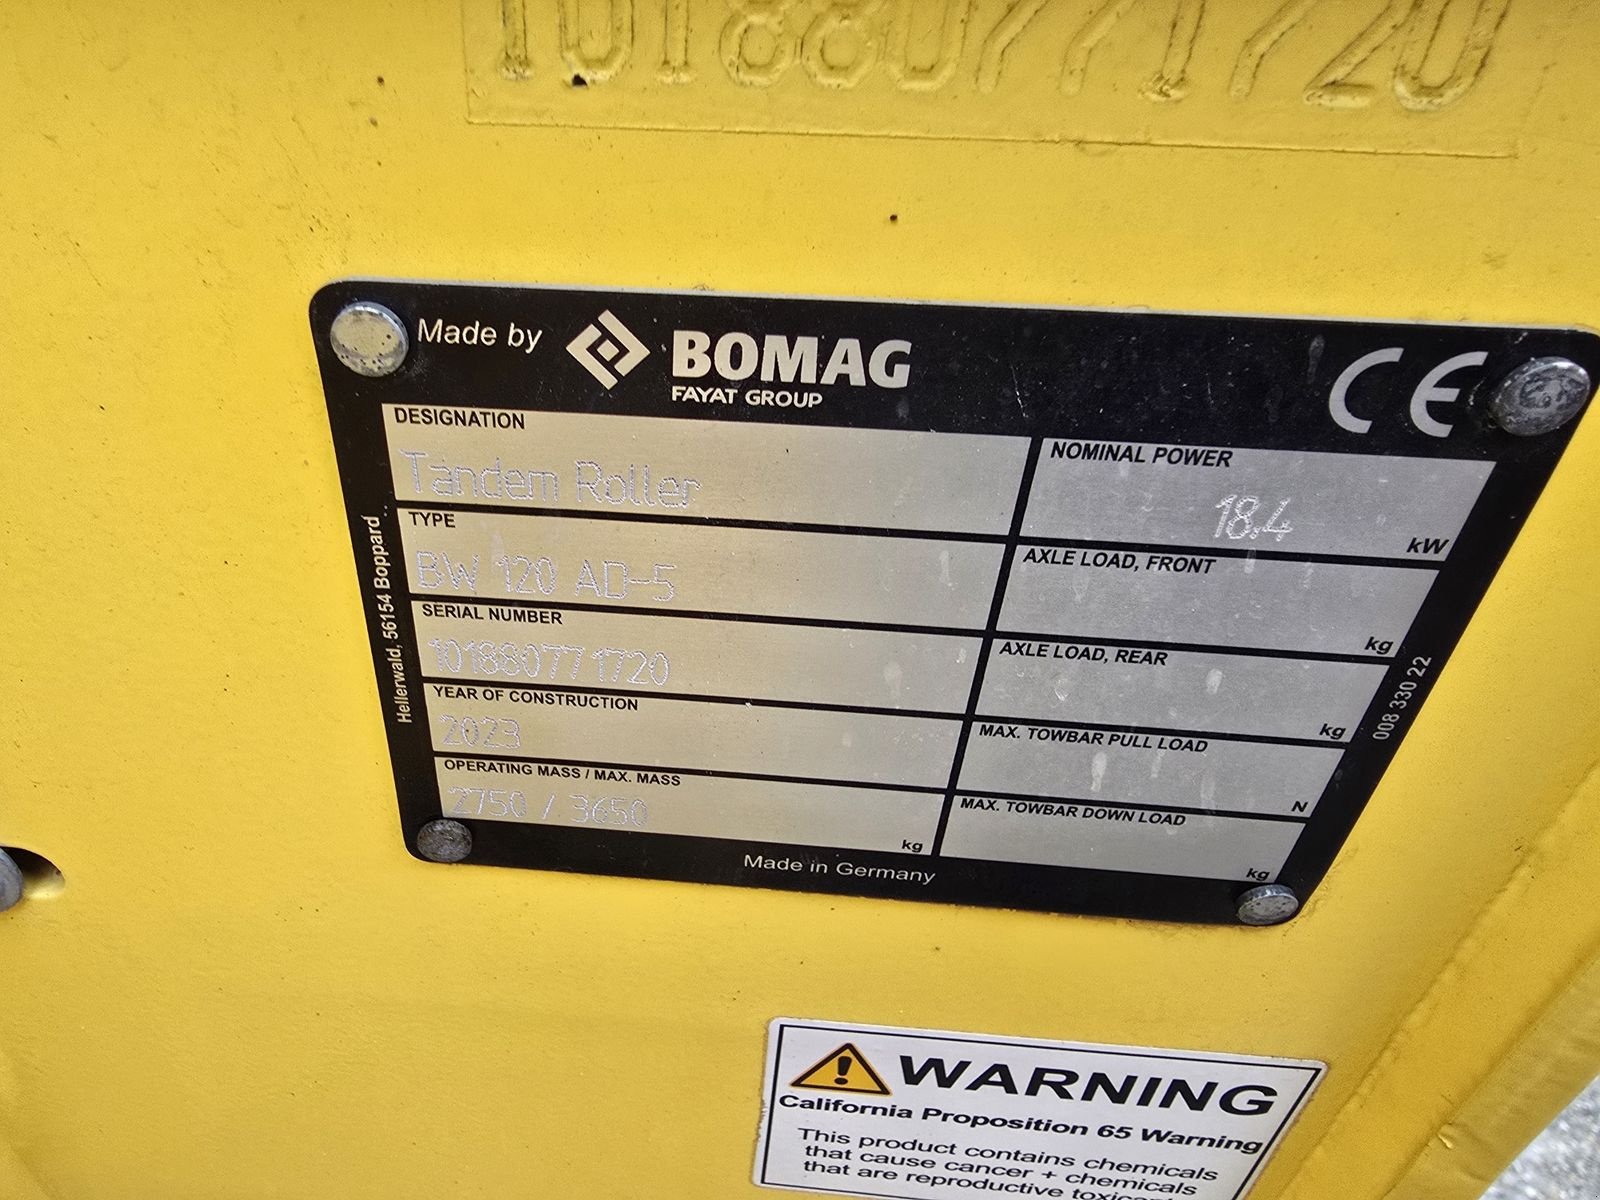 101880771720
Made by BOMAG
FAYAT GROUP
CE
DESIGNATION
Tandem Roller
TYPE
BW 120 AD-5
SERIAL NUMBER
101880771720
YEAR OF CONSTRUCTION
2023
OPERATING MASS / MAX. MASS
2750 / 3650
kg
NOMINAL POWER
18.4
kW
AXLE LOAD, FRONT
kg
AXLE LOAD, REAR
kg
MAX. TOWBAR PULL LOAD
N
MAX. TOWBAR DOWN LOAD
kg
Hellerwald, 56154 Boppard
008 330 22
Made in Germany
WARNING
California Proposition 65 Warning
This product contains chemicals
that cause cancer + chemicals
that are reproductive